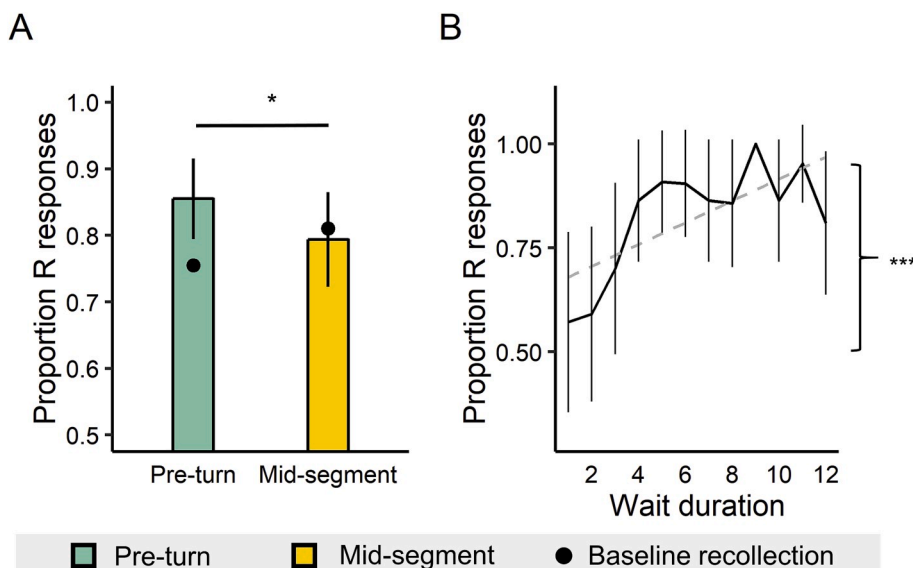 A
Proportion R responses
1.0
0.9
0.8
0.7
0.6
0.5
*
Pre-turn
Mid-segment
B
Proportion R responses
1.00
0.75
0.50
***
2 4 6 8 10 12
Wait duration
Pre-turn Mid-segment Baseline recollection